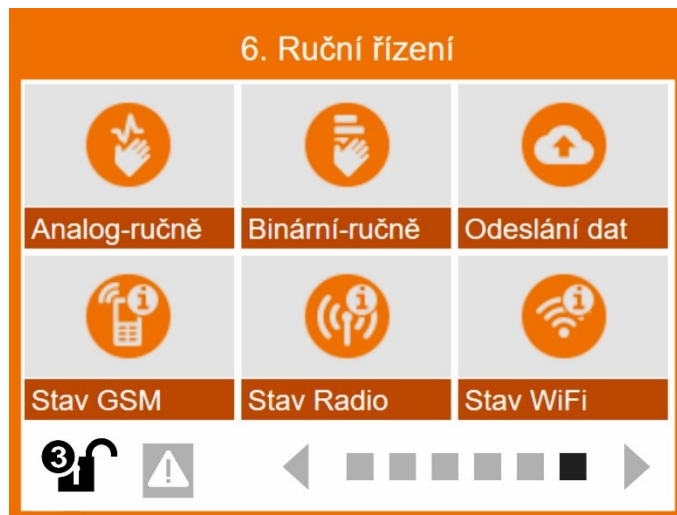 6. Ruční řízení
Analog-ručně
Binární-ručně
Odeslání dat
Stav GSM
Stav Radio
Stav WiFi
3